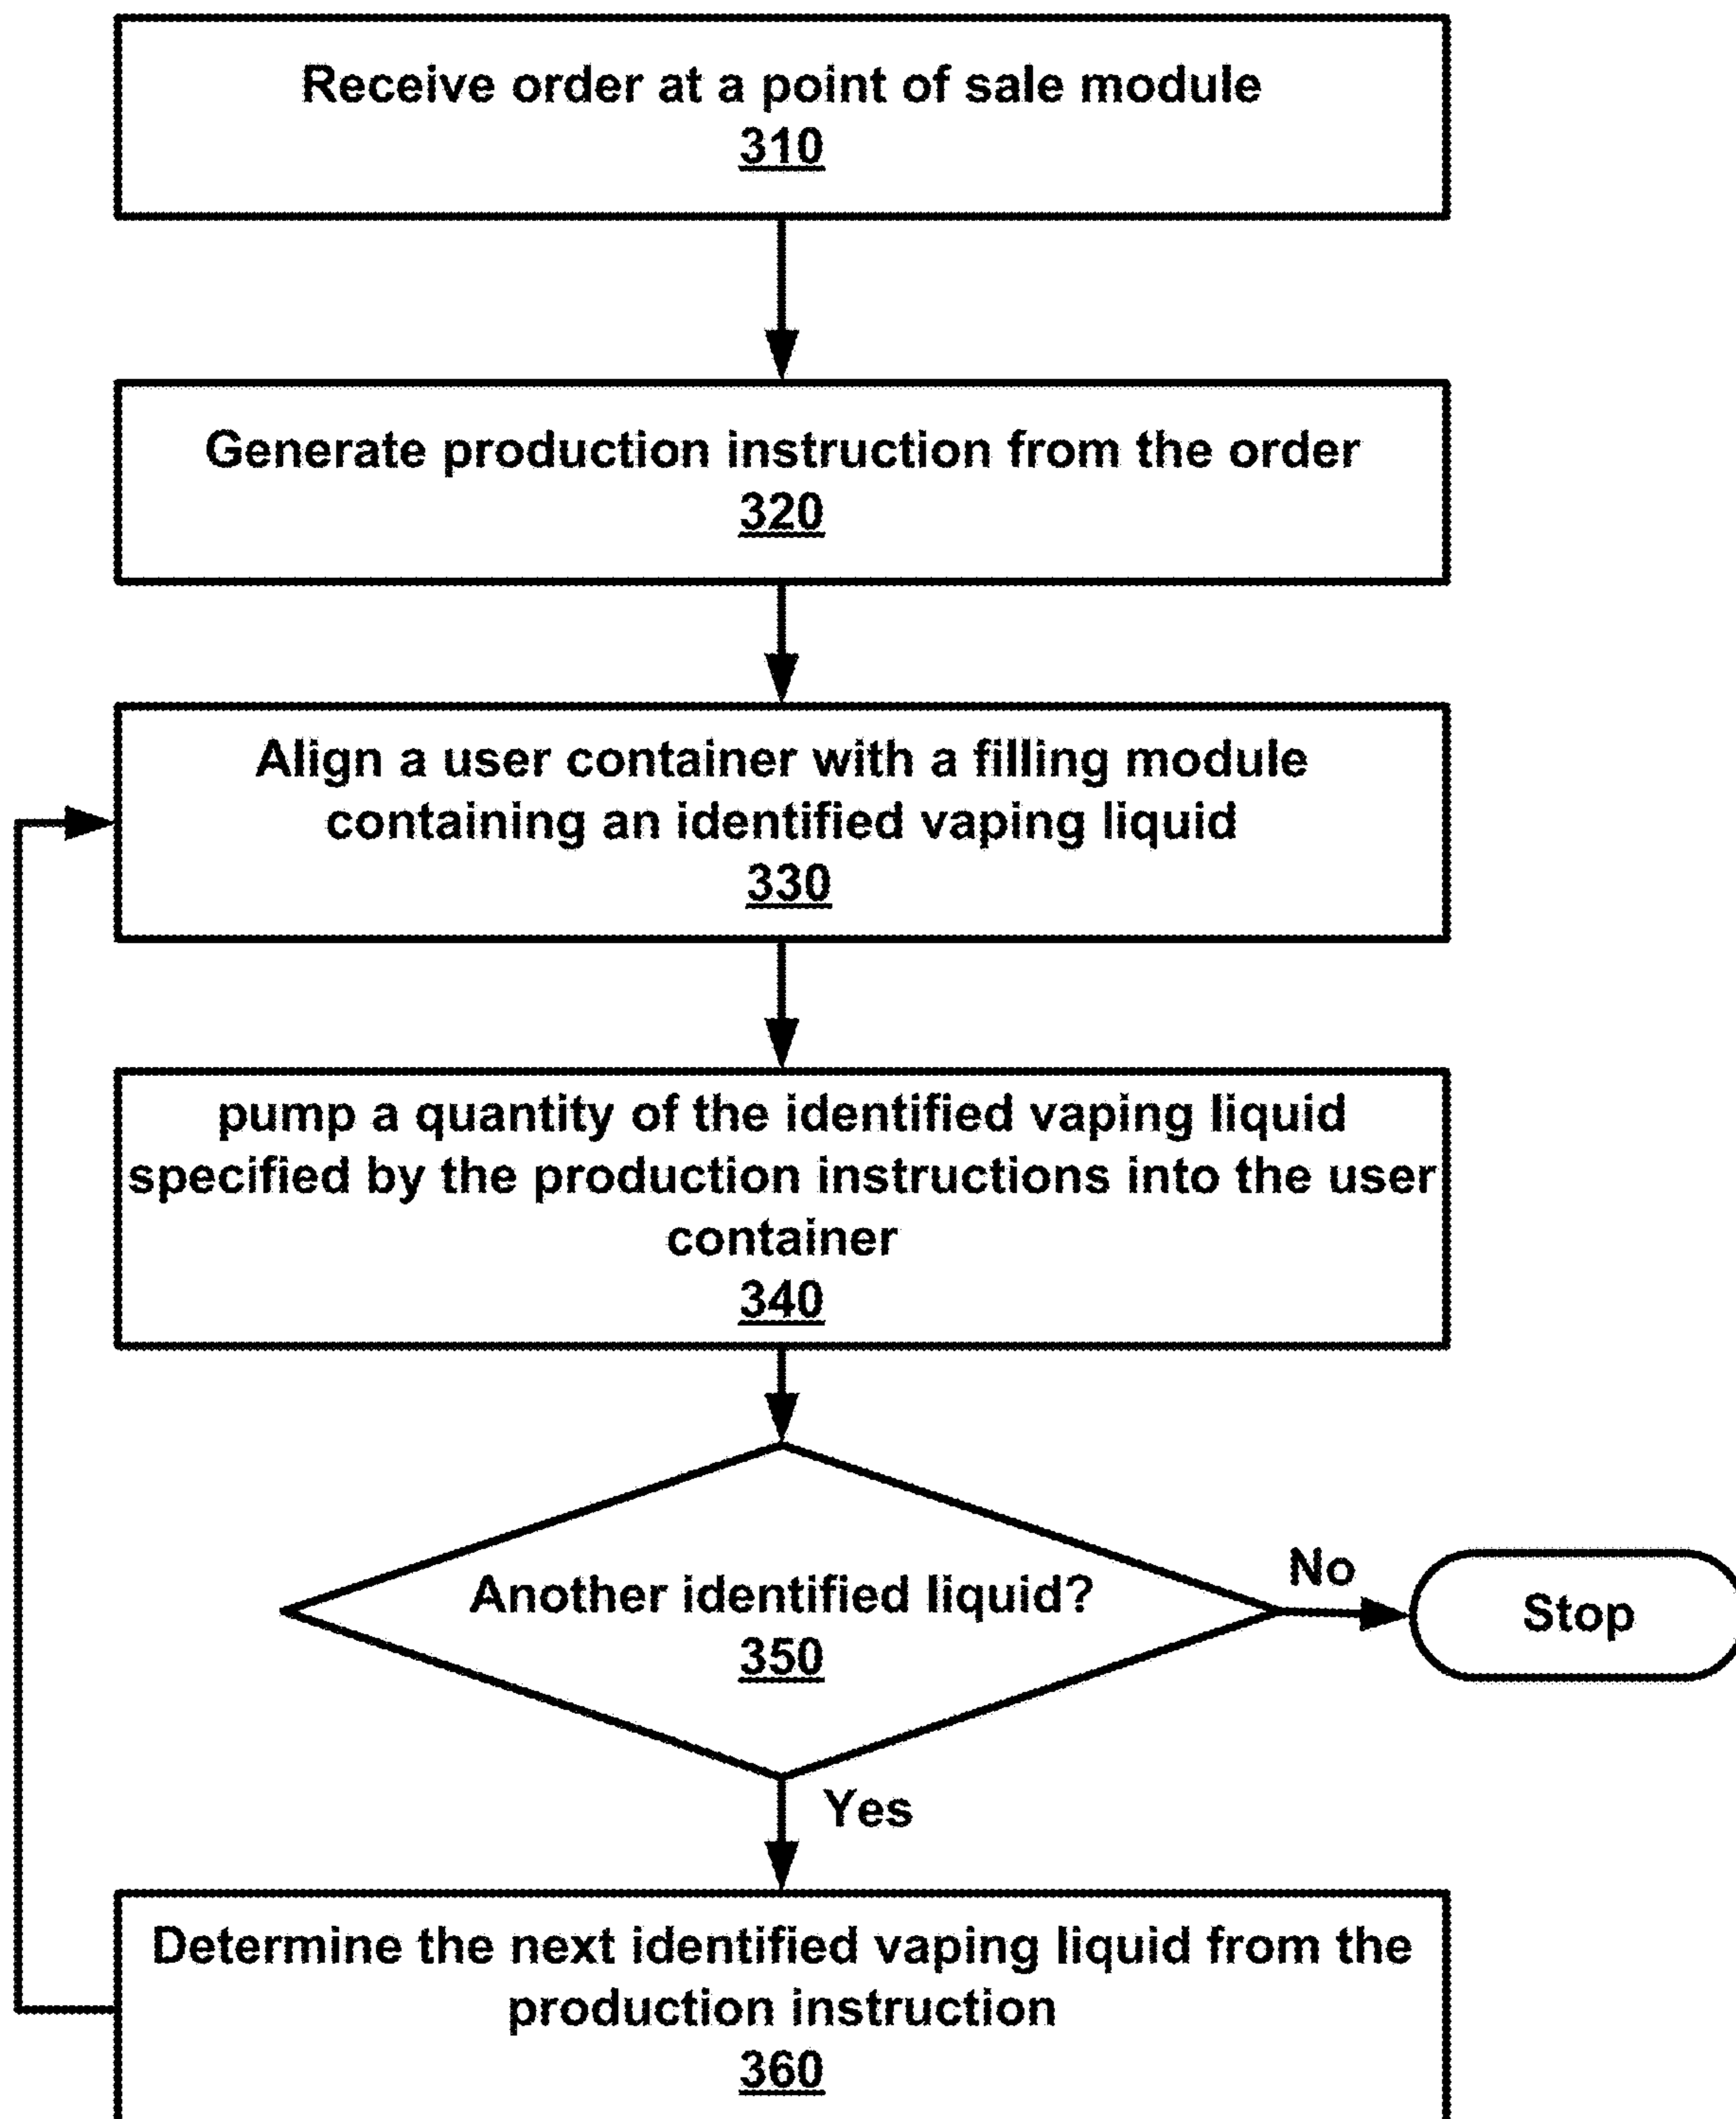 Receive order at a point of sale module
310
Generate production instruction from the order
320
Align a user container with a filling module
containing an identified vaping liquid
330
pump a quantity of the identified vaping liquid
specified by the production instructions into the user
container
340
Another identified liquid?
350
No
Stop
Yes
Determine the next identified vaping liquid from the
production instruction
360